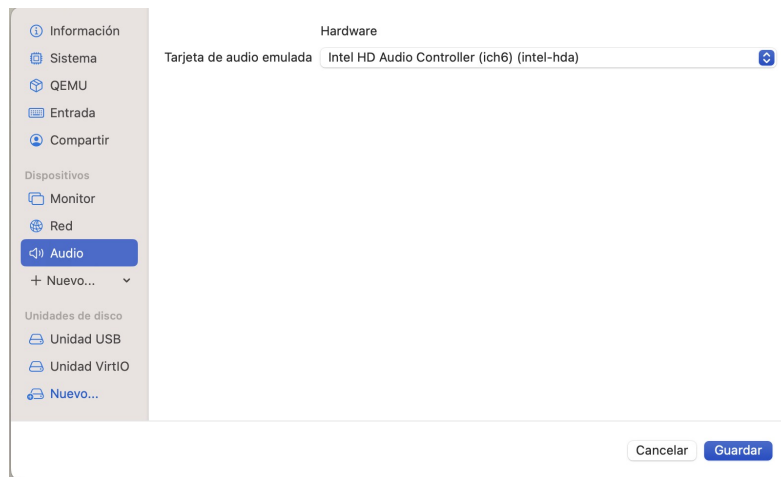 Información
Sistema
QEMU
Entrada
Compartir
Dispositivos
Monitor
Red
Audio
Nuevo...
Unidades de disco
Unidad USB
Unidad VirtIO
Nuevo...
Hardware
Tarjeta de audio emulada Intel HD Audio Controller (ich6) (intel-hda)
Cancelar Guardar